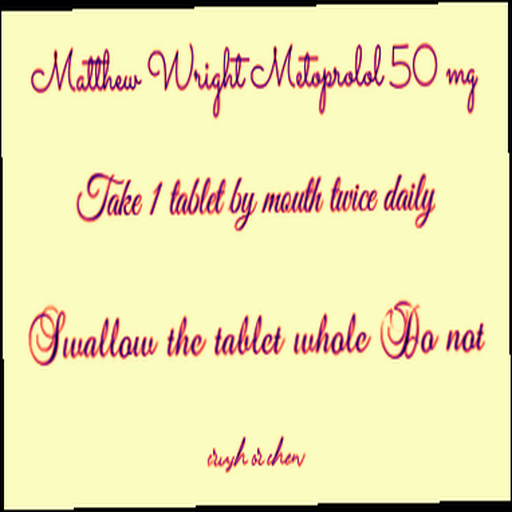 Matthew Wright Metoprolol 50 mg
Take 1 tablet by mouth twice daily
Swallow the tablet whole Do not
crush or chew